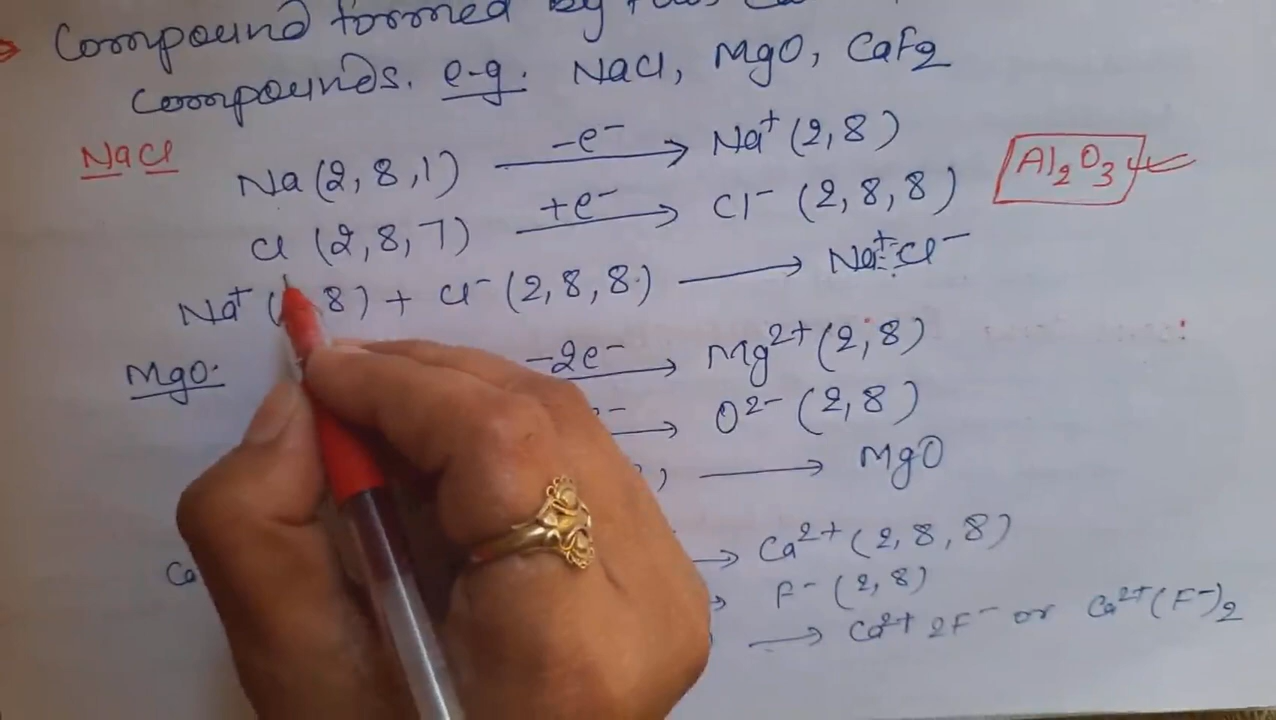 Compound formed by
Compounds. e.g. NaCl, MgO, CaF2
NaCl
Na (2,8,1) -e⁻ → Na⁺ (2,8)
Al₂O₃
Cl (2,8,7) +e⁻ → Cl⁻ (2,8,8)
Na⁺ ( 8) + Cl⁻ (2,8,8) → Na⁺Cl⁻
MgO. -2e⁻ → Mg²⁺ (2,8)
→ O²⁻ (2,8)
→ MgO
→ Ca²⁺ (2,8,8)
→ F⁻ (2,8)
→ Ca²⁺ 2F⁻ or Ca²⁺(F⁻)₂